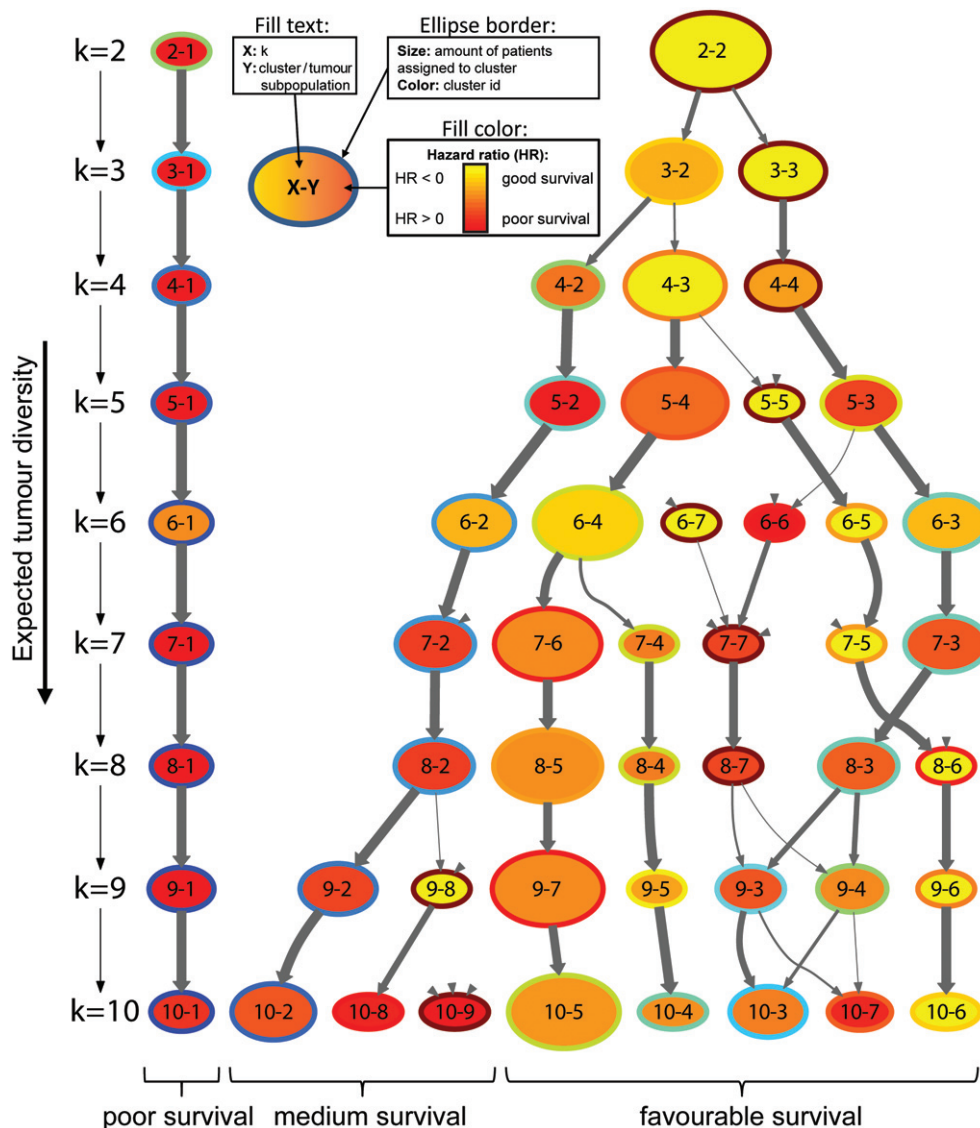 Fill text:
X: k
Y: cluster/tumour
subpopulation
Ellipse border:
Size: amount of patients
assigned to cluster
Color: cluster id
Fill color:
Hazard ratio (HR):
HR < 0 good survival
HR > 0 poor survival
X-Y
Expected tumour diversity
k=2 2-1 2-2
k=3 3-1 3-2 3-3
k=4 4-1 4-2 4-3 4-4
k=5 5-1 5-2 5-4 5-5 5-3
k=6 6-1 6-2 6-4 6-7 6-6 6-5 6-3
k=7 7-1 7-2 7-6 7-4 7-7 7-5 7-3
k=8 8-1 8-2 8-5 8-4 8-7 8-3 8-6
k=9 9-1 9-2 9-8 9-7 9-5 9-3 9-4 9-6
k=10 10-1 10-2 10-8 10-9 10-5 10-4 10-3 10-7 10-6
poor survival medium survival favourable survival